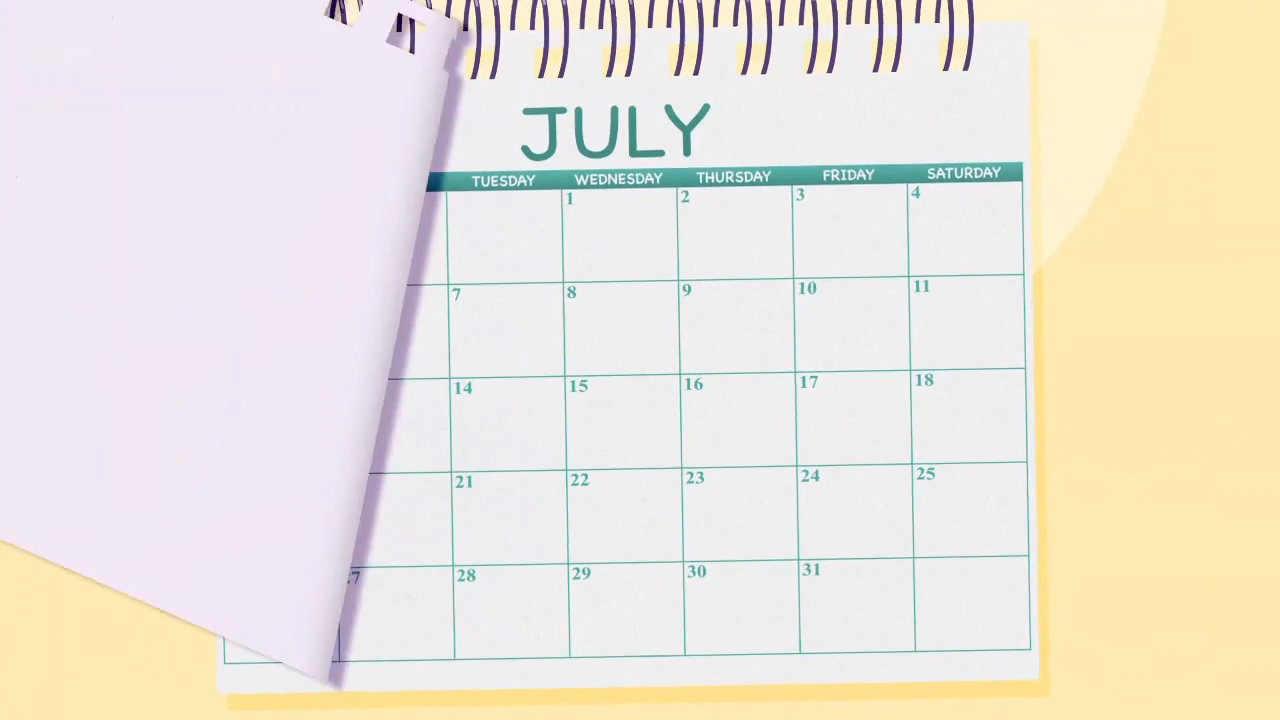 JULY
TUESDAY WEDNESDAY THURSDAY FRIDAY SATURDAY
1 2 3 4
7 8 9 10 11
14 15 16 17 18
21 22 23 24 25
28 29 30 31